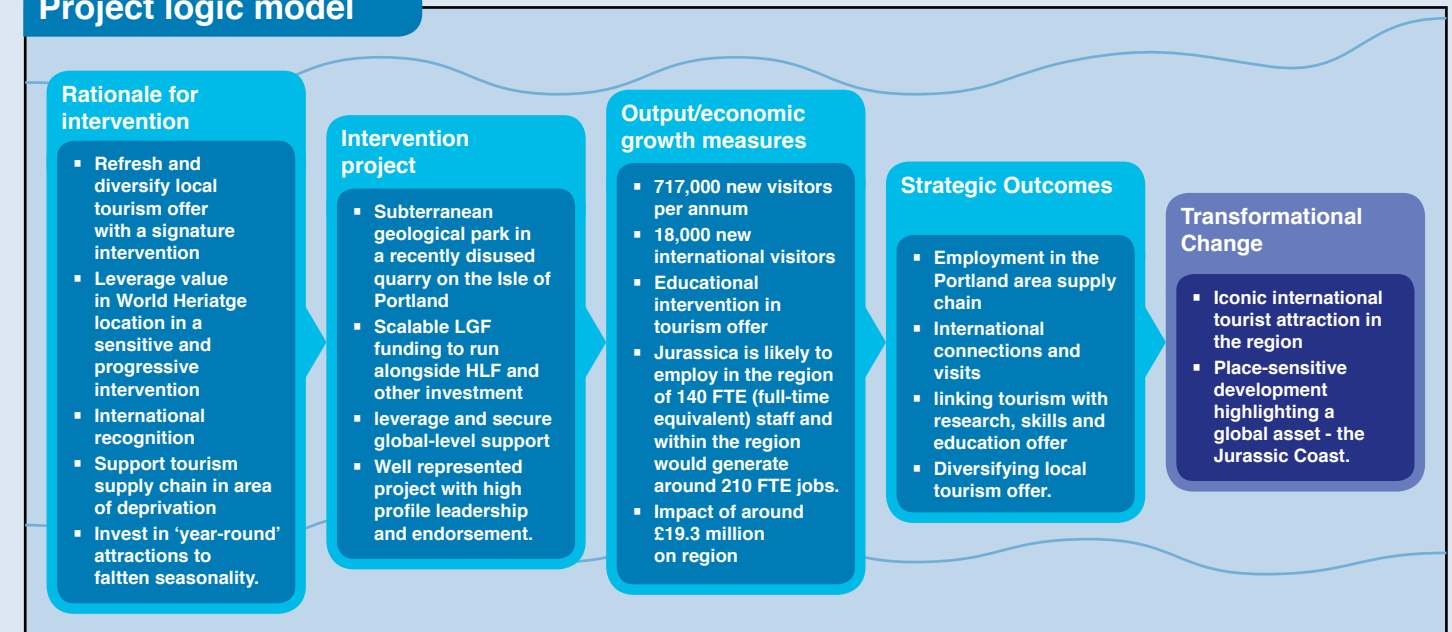 Project logic model
Rationale for
intervention
▪ Refresh and
diversify local
tourism offer
with a signature
intervention
▪ Leverage value
in World Heriatge
location in a
sensitive and
progressive
intervention
▪ International
recognition
▪ Support tourism
supply chain in area
of deprivation
▪ Invest in ‘year-round’
attractions to
faltten seasonality.
Intervention
project
▪ Subterranean
geological park in
a recently disused
quarry on the Isle of
Portland
▪ Scalable LGF
funding to run
alongside HLF and
other investment
▪ leverage and secure
global-level support
▪ Well represented
project with high
profile leadership
and endorsement.
Output/economic
growth measures
▪ 717,000 new visitors
per annum
▪ 18,000 new
international visitors
▪ Educational
intervention in
tourism offer
▪ Jurassica is likely to
employ in the region
of 140 FTE (full-time
equivalent) staff and
within the region
would generate
around 210 FTE jobs.
▪ Impact of around
£19.3 million
on region
Strategic Outcomes
▪ Employment in the
Portland area supply
chain
▪ International
connections and
visits
▪ linking tourism with
research, skills and
education offer
▪ Diversifying local
tourism offer.
Transformational
Change
▪ Iconic international
tourist attraction in
the region
▪ Place-sensitive
development
highlighting a
global asset - the
Jurassic Coast.